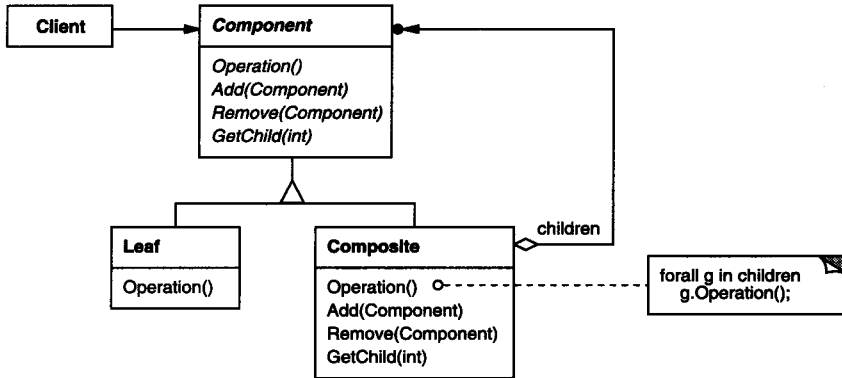 Client
Component
Operation()
Add(Component)
Remove(Component)
GetChild(int)
Leaf
Operation()
Composite
Operation()
Add(Component)
Remove(Component)
GetChild(int)
children
forall g in children
g.Operation();